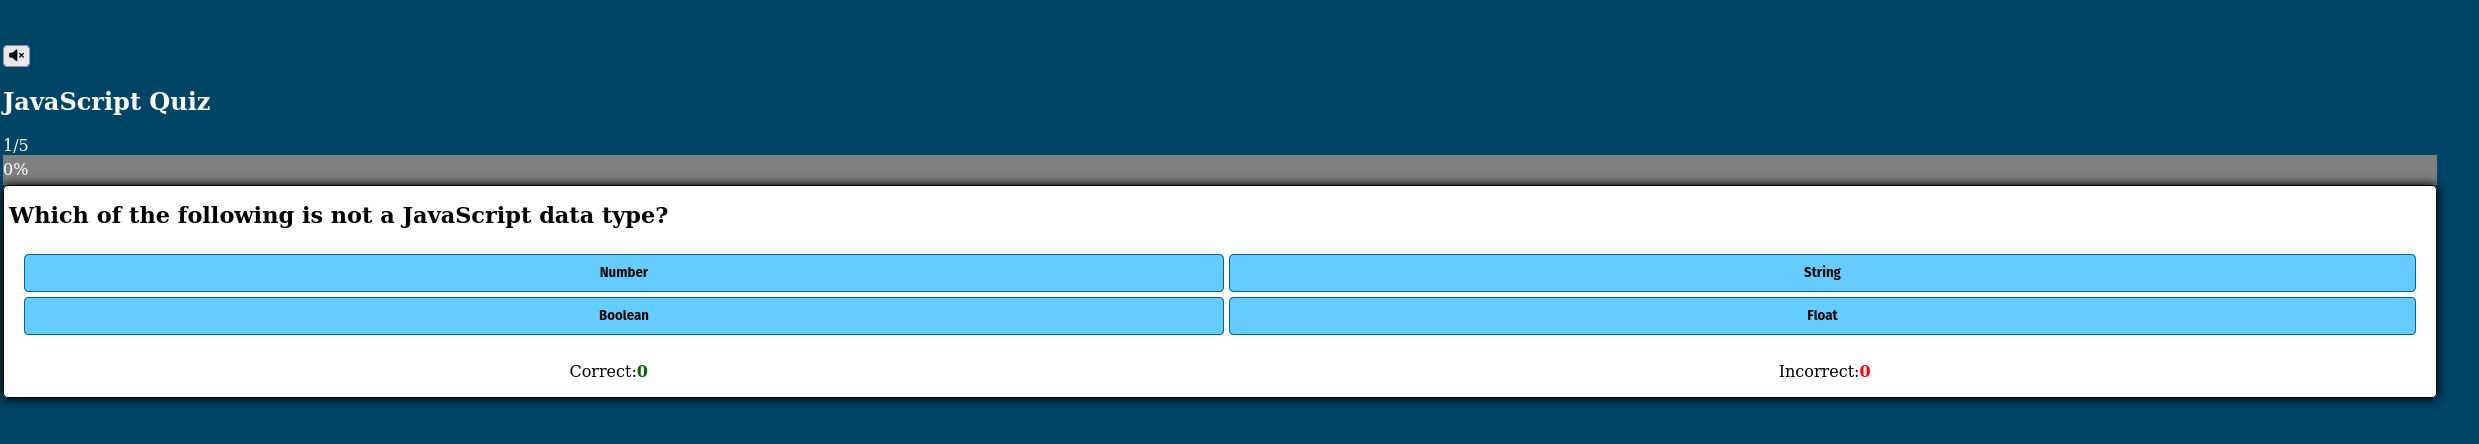 JavaScript Quiz
1/5
0%
Which of the following is not a JavaScript data type?
Number
String
Boolean
Float
Correct:0
Incorrect:0